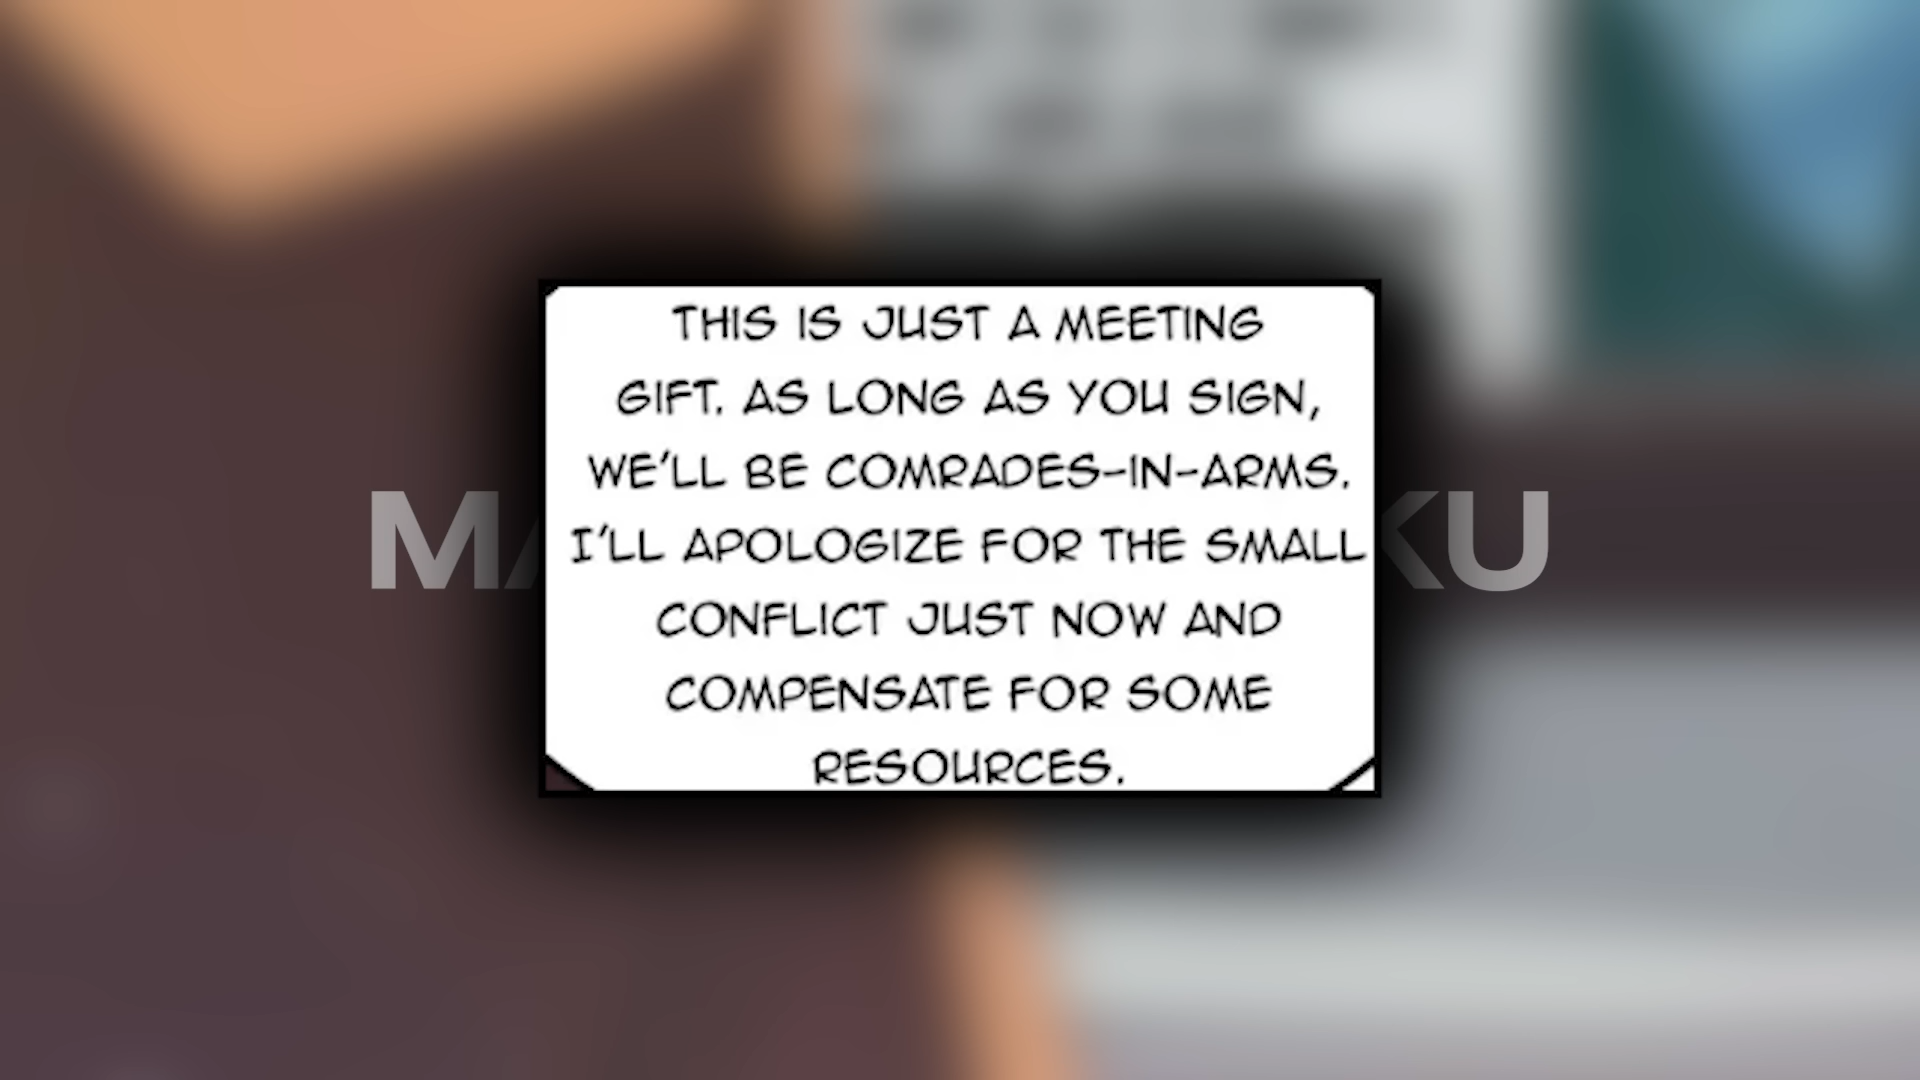 THIS IS JUST A MEETING
GIFT. AS LONG AS YOU SIGN,
WE'LL BE COMRADES-IN-ARMS.
I'LL APOLOGIZE FOR THE SMALL
CONFLICT JUST NOW AND
COMPENSATE FOR SOME
RESOURCES.